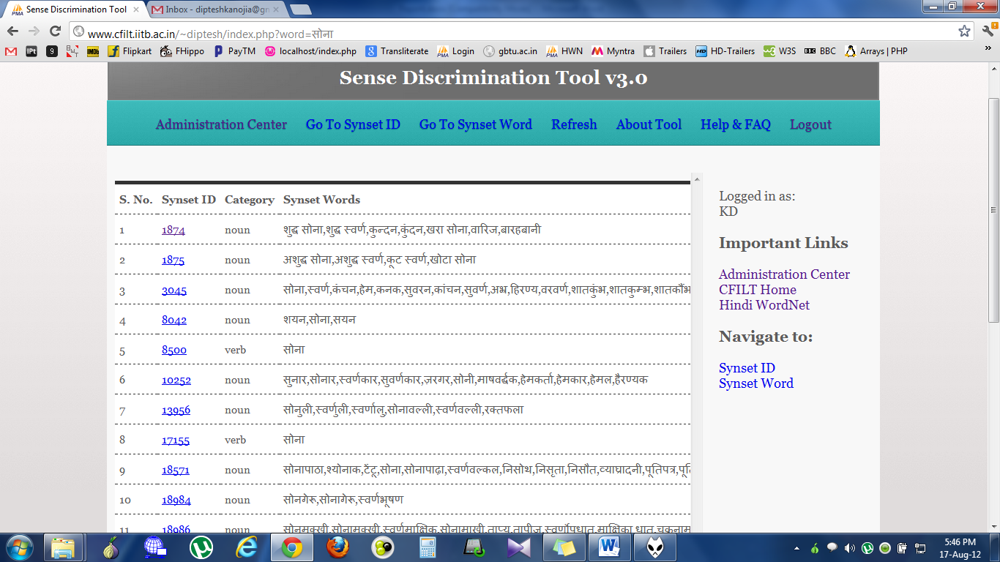 Sense Discrimination Tool
Inbox - dipteshkanojia@gm
www.cfilt.iitb.ac.in/~diptesh/index.php?word=सोना
iPt 9 IMDb Flipkart FHippo PayTM localhost/index.php Transliterate Login gbtu.ac.in HWN Myntra Trailers HD-Trailers W3S BBC Arrays | PHP »
Sense Discrimination Tool v3.0
Administration Center Go To Synset ID Go To Synset Word Refresh About Tool Help & FAQ Logout
S. No. Synset ID Category Synset Words
1 1874 noun शुद्ध सोना,शुद्ध स्वर्ण,कुन्दन,कुंदन,खरा सोना,वारिज,बारहबानी
2 1875 noun अशुद्ध सोना,अशुद्ध स्वर्ण,कूट स्वर्ण,खोटा सोना
3 3045 noun सोना,स्वर्ण,कंचन,हेम,कनक,सुवरन,कांचन,सुवर्ण,अभ्र,हिरण्य,वरवर्ण,शातकुंभ,शातकुम्भ,शातकौंभ
4 8042 noun शयन,सोना,सयन
5 8500 verb सोना
6 10252 noun सुनार,सोनार,स्वर्णकार,सुवर्णकार,ज़रगर,सोनी,माषवर्द्धक,हेमकर्ता,हेमकार,हेमल,हैरण्यक
7 13956 noun सोनुली,स्वर्णुली,स्वर्णालु,सोनावल्ली,स्वर्णवल्ली,रक्तफला
8 17155 verb सोना
9 18571 noun सोनापाठा,श्योनाक,टेंटू,सोना,सोनापाढ़ा,स्वर्णवल्कल,निसोथ,निसृता,निसौत,व्याघ्रादनी,पूतिपत्र,
10 18984 noun सोनगेरू,सोनागेरू,स्वर्णभूषण
11 18986 noun सोनमक्खी,सोनामक्खी,स्वर्णमाक्षिक,सोनामाखी,ताप्य,तापीज,स्वर्णोपधातु,माक्षिका धातु,चक्रनाम
Logged in as:
KD
Important Links
Administration Center
CFILT Home
Hindi WordNet
Navigate to:
Synset ID
Synset Word
5:46 PM
17-Aug-12